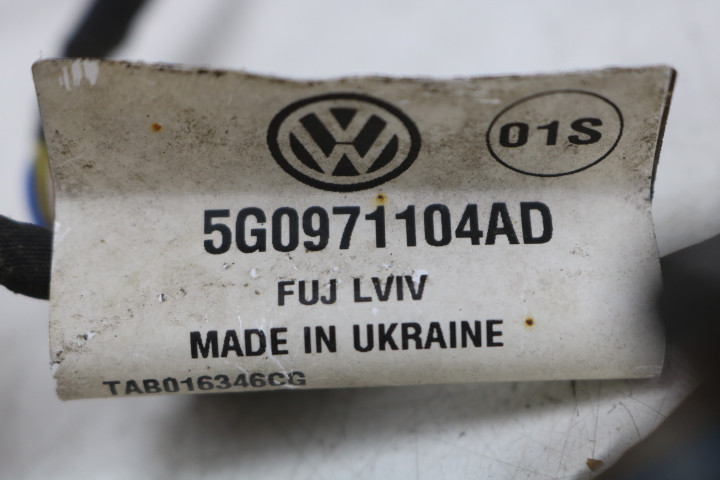 01S
5G0971104AD
FUJ LVIV
MADE IN UKRAINE
TAB016346CG